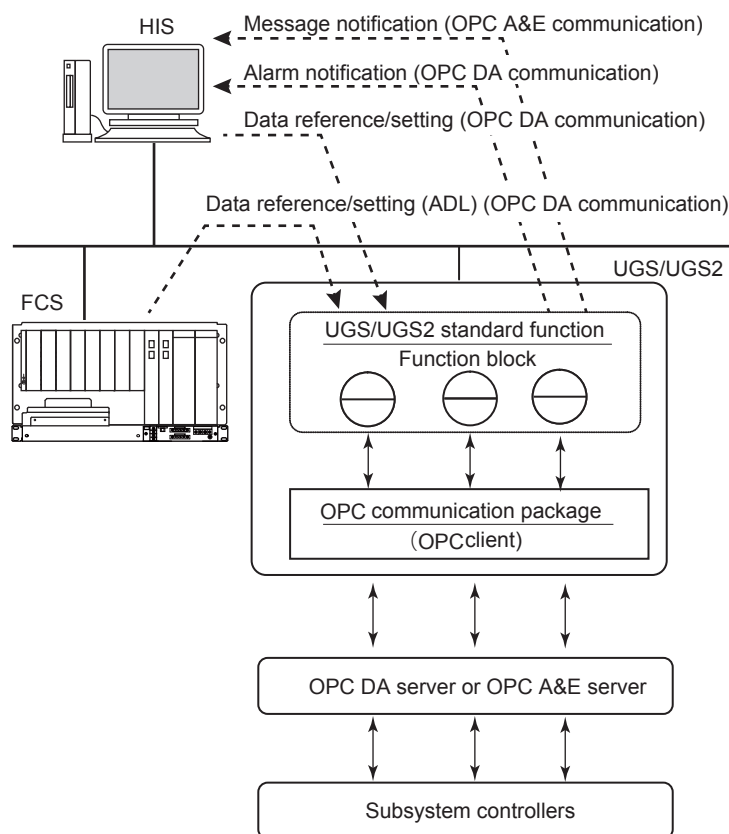 HIS
Message notification (OPC A&E communication)
Alarm notification (OPC DA communication)
Data reference/setting (OPC DA communication)
Data reference/setting (ADL) (OPC DA communication)
UGS/UGS2
FCS
UGS/UGS2 standard function
Function block
OPC communication package
(OPC client)
OPC DA server or OPC A&E server
Subsystem controllers